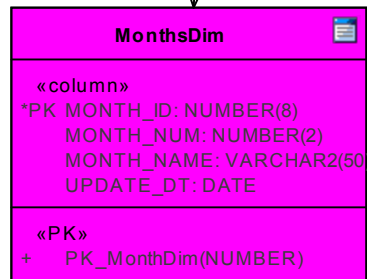 MonthsDim
«column»
*PK MONTH_ID: NUMBER(8)
MONTH_NUM: NUMBER(2)
MONTH_NAME: VARCHAR2(50
UPDATE_DT: DATE
«PK»
+ PK_MonthDim(NUMBER)